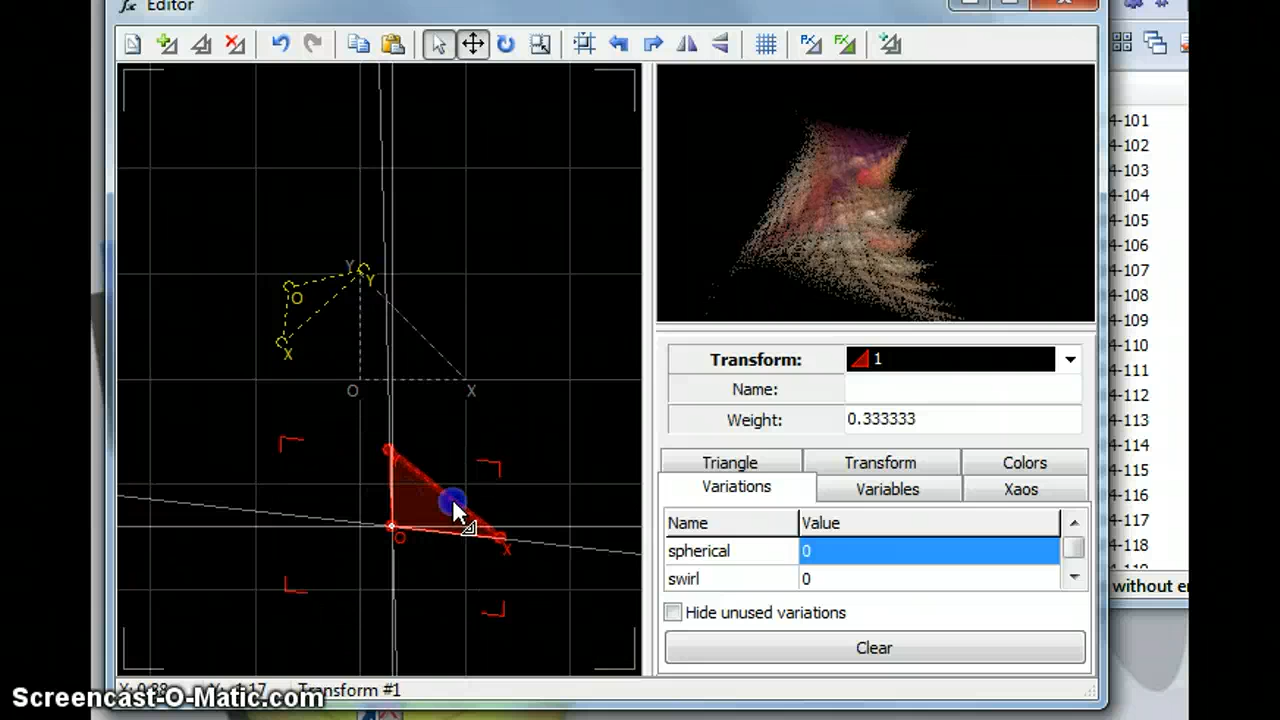 Editor
Y
Y
O
X
O
X
O
X
Transform: 1
Name:
Weight: 0.333333
Triangle Transform Colors
Variations Variables Xaos
Name Value
spherical 0
swirl 0
Hide unused variations
Clear
4-101
4-102
4-103
4-104
4-105
4-106
4-107
4-108
4-109
4-110
4-111
4-112
4-113
4-114
4-115
4-116
4-117
4-118
without
Transform #1
Screencast-O-Matic.com